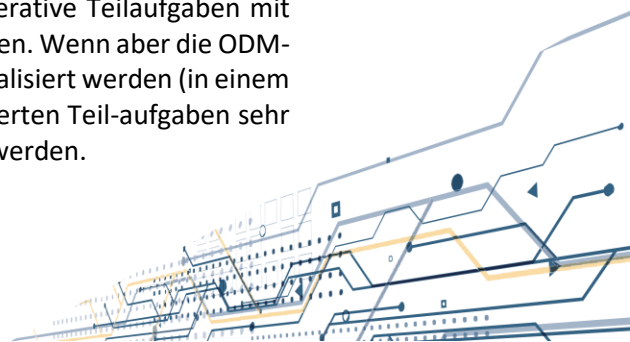 erative Teilaufgaben mit
en. Wenn aber die ODM-
alisiert werden (in einem
erten Teil-aufgaben sehr
werden.